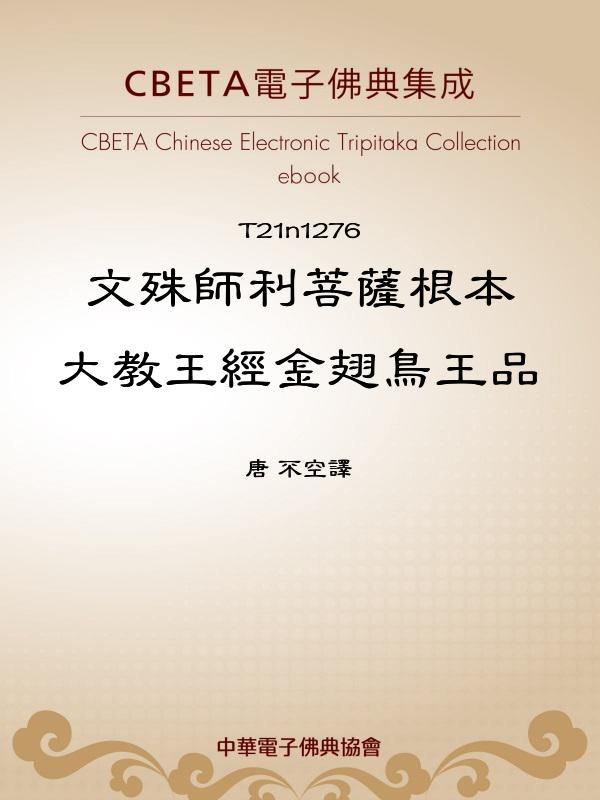 CBETA電子佛典集成
CBETA Chinese Electronic Tripitaka Collection
ebook
T21n1276
文殊師利菩薩根本
大教王經金翅鳥王品
唐 不空譯
中華電子佛典協會